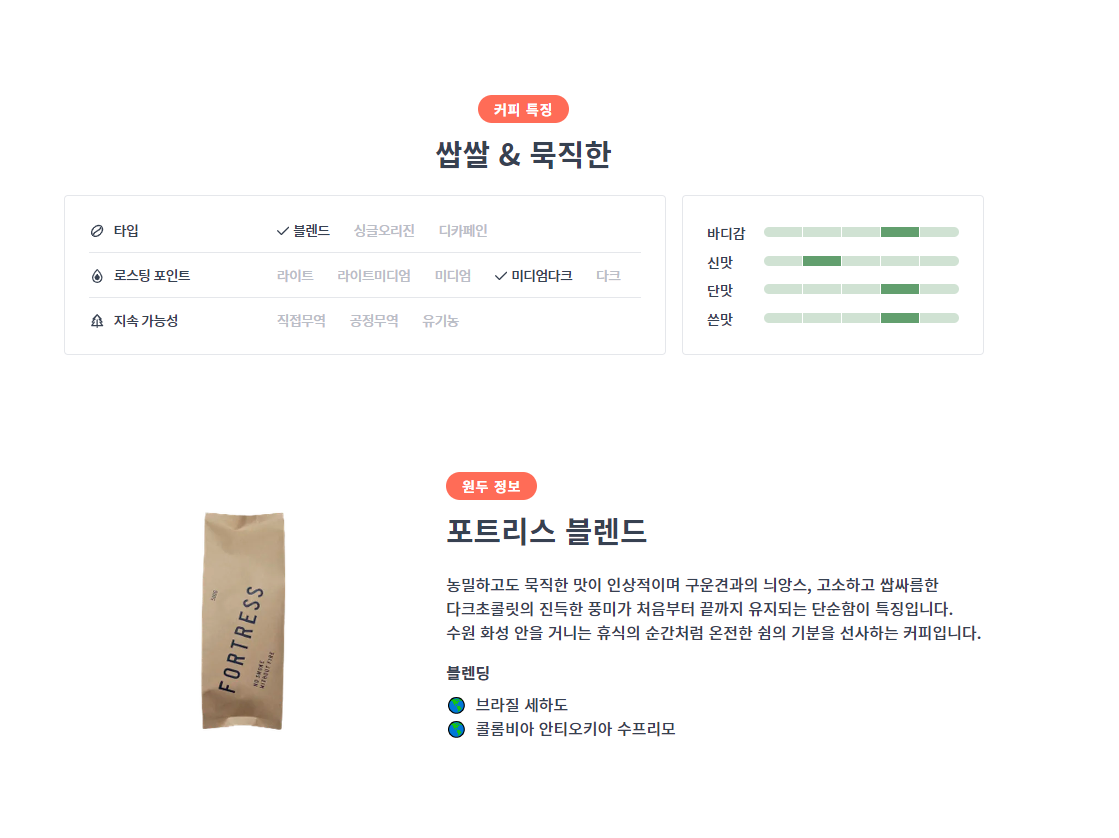 커피 특징
쌉쌀 & 묵직한
타입 블렌드 싱글오리진 디카페인
로스팅 포인트 라이트 라이트미디엄 미디엄 미디엄다크 다크
지속 가능성 직접무역 공정무역 유기농
바디감
신맛
단맛
쓴맛
원두 정보
포트리스 블렌드
농밀하고도 묵직한 맛이 인상적이며 구운견과의 늬앙스, 고소하고 쌉싸름한
다크초콜릿의 진득한 풍미가 처음부터 끝까지 유지되는 단순함이 특징입니다.
수원 화성 안을 거니는 휴식의 순간처럼 온전한 쉼의 기분을 선사하는 커피입니다.
블렌딩
브라질 세하도
콜롬비아 안티오키아 수프리모
FORTRESS
NO SMOKE
WITHOUT FIRE